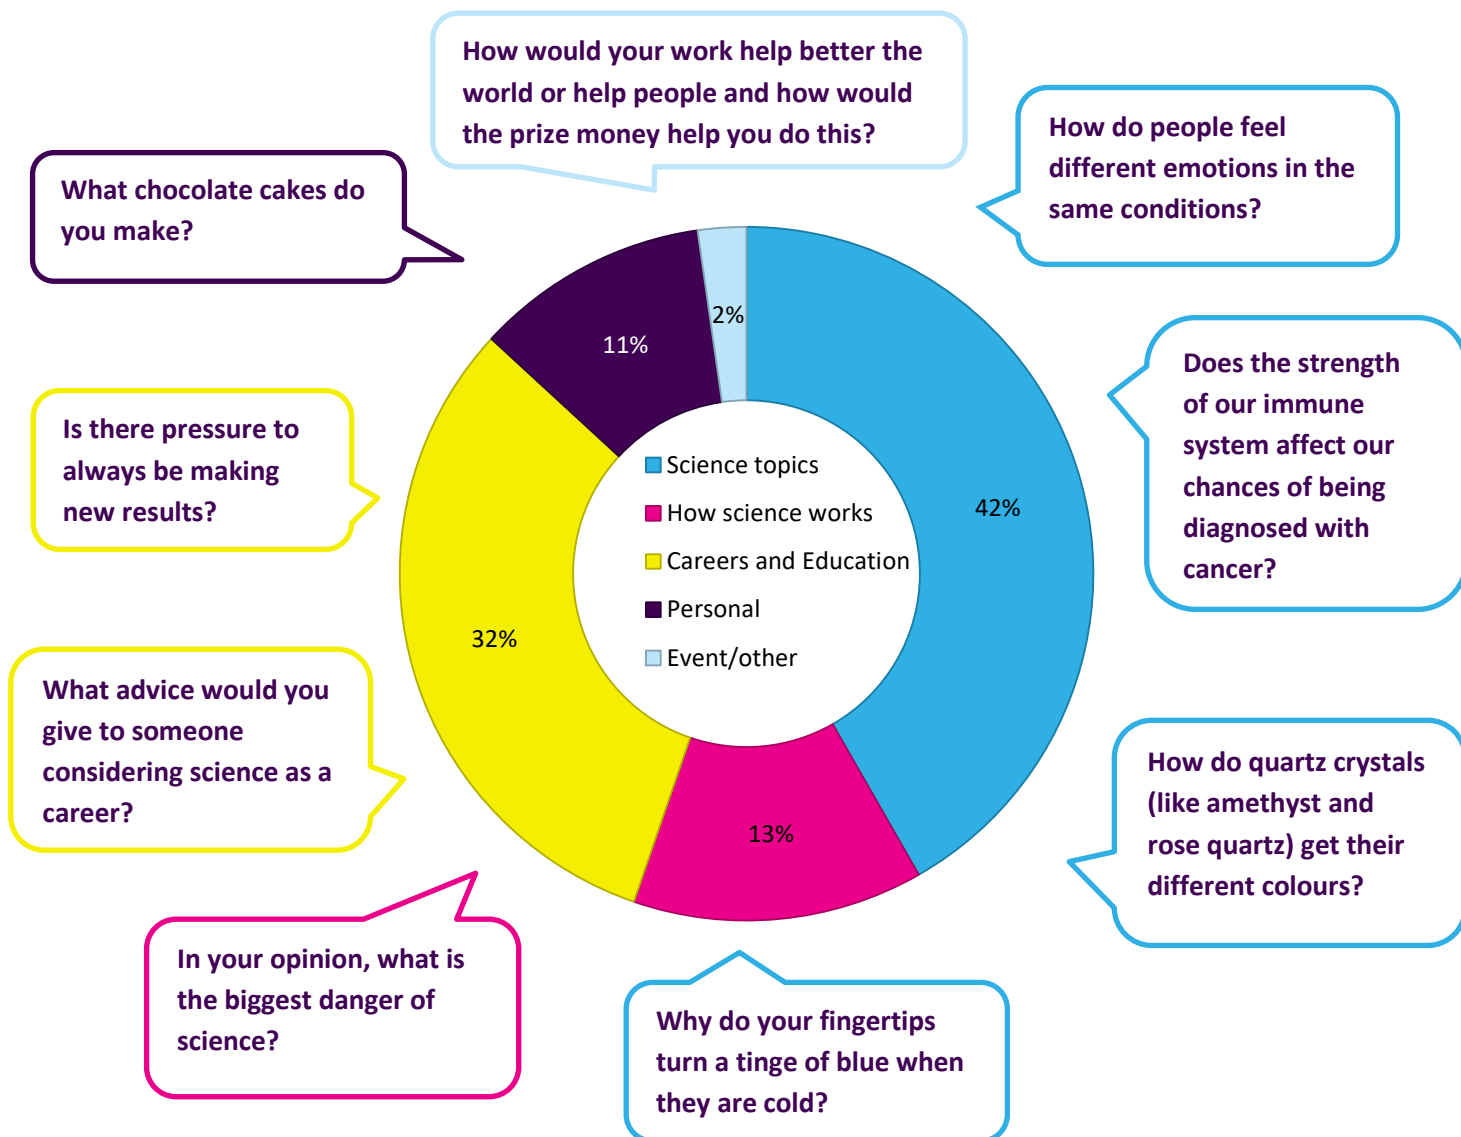 How would your work help better the
world or help people and how would
the prize money help you do this?
How do people feel
different emotions in the
same conditions?
What chocolate cakes do
you make?
2%
11%
Does the strength
of our immune
system affect our
chances of being
diagnosed with
cancer?
Is there pressure to
always be making
new results?
Science topics
How science works
Careers and Education
Personal
Event/other
42%
32%
What advice would you
give to someone
considering science as a
career?
How do quartz crystals
(like amethyst and
rose quartz) get their
different colours?
13%
In your opinion, what is
the biggest danger of
science?
Why do your fingertips
turn a tinge of blue when
they are cold?